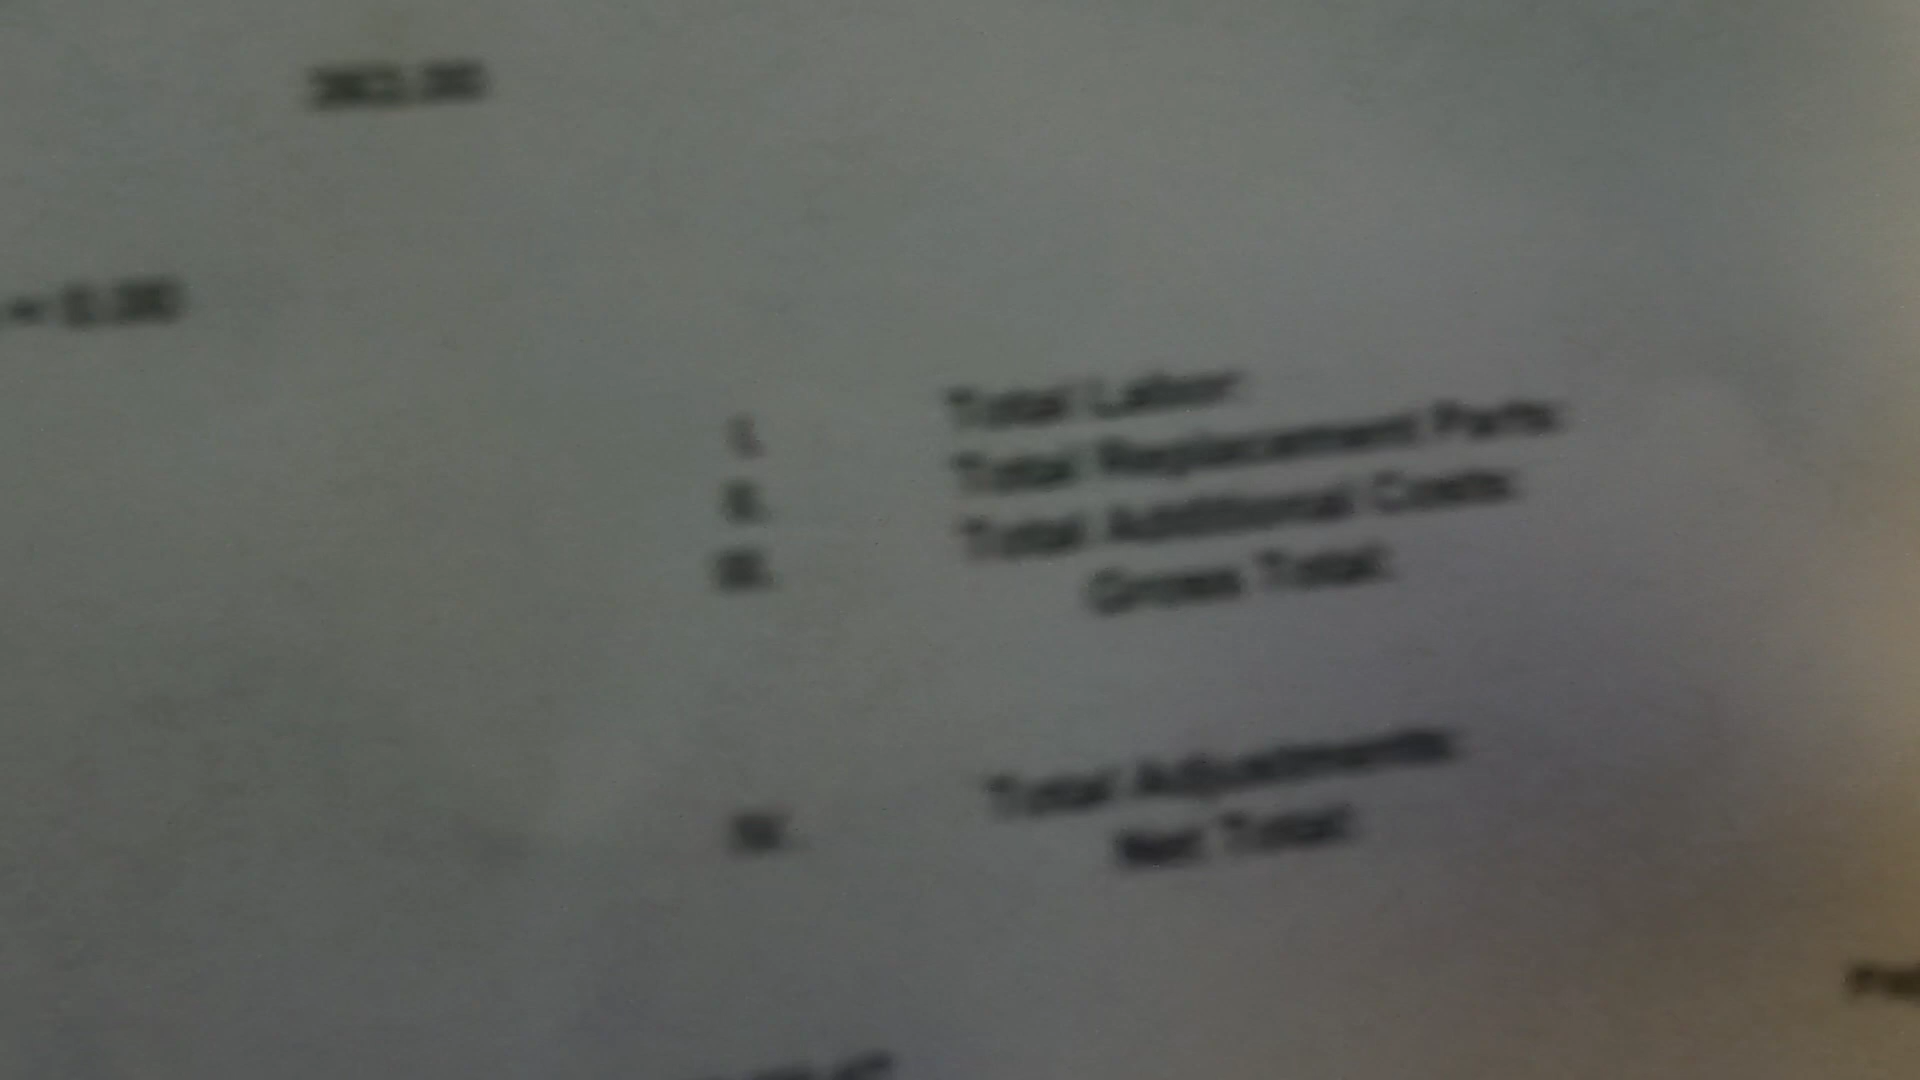 I. Total Labor:
II. Total Replacement Parts:
III. Total Additional Costs:
Gross Total:
IV. Total Adjustments:
Net Total: